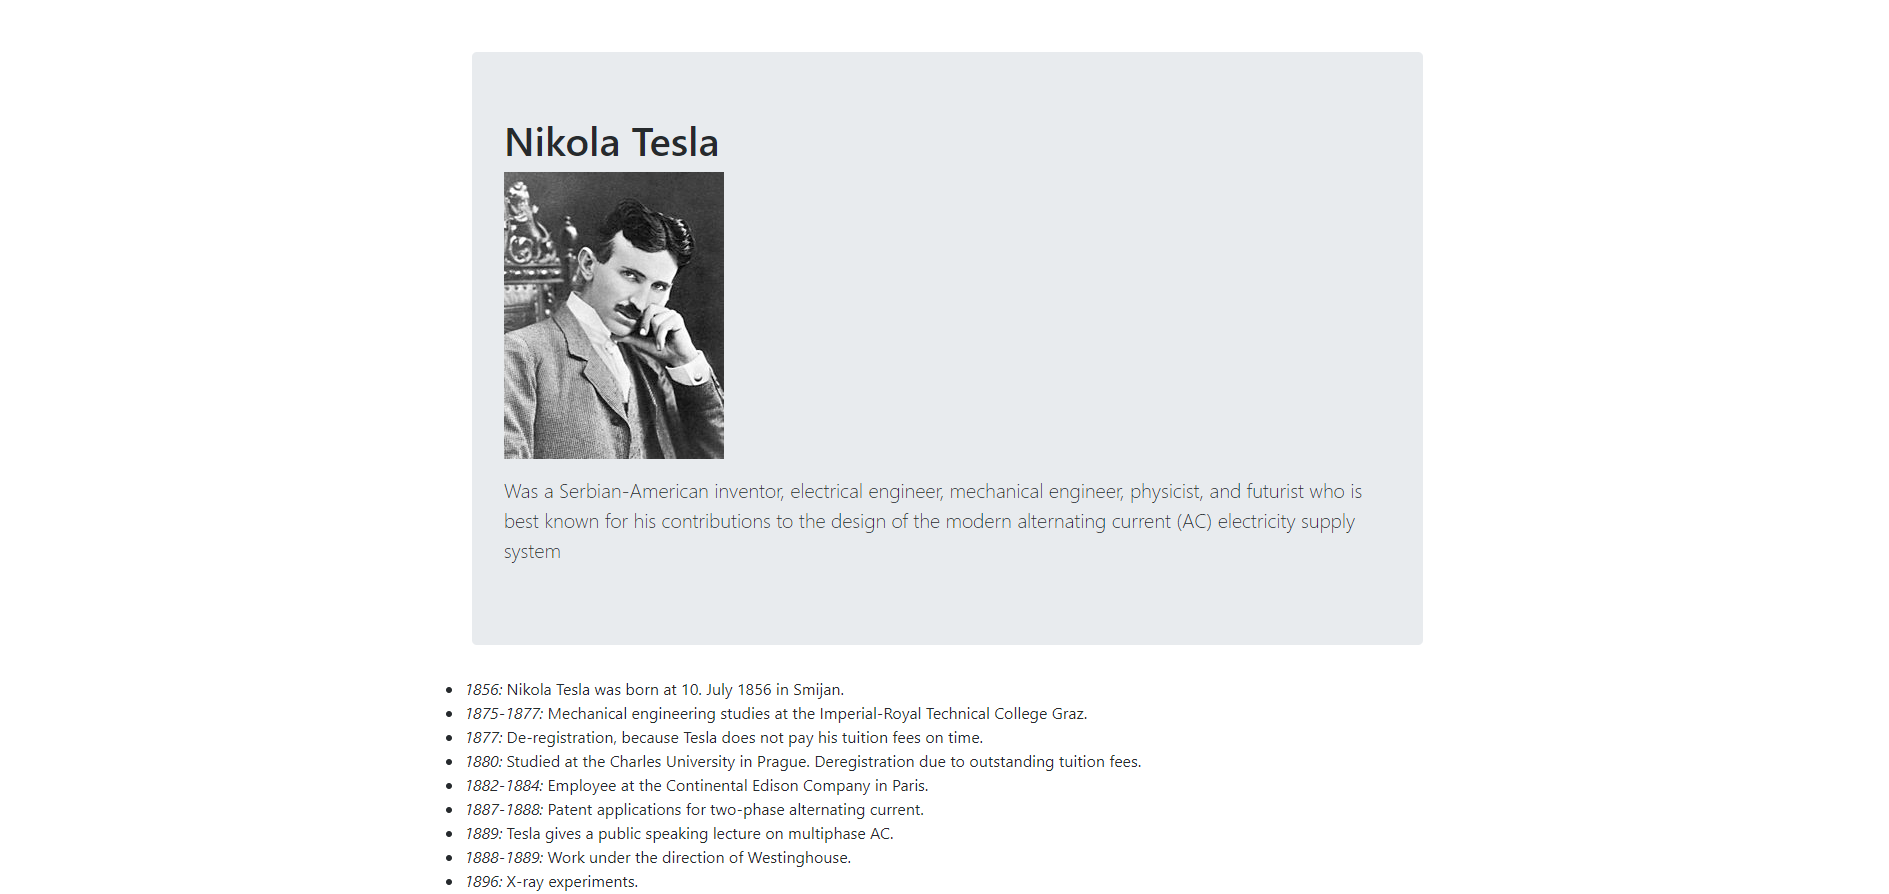 Nikola Tesla
Was a Serbian-American inventor, electrical engineer, mechanical engineer, physicist, and futurist who is
best known for his contributions to the design of the modern alternating current (AC) electricity supply
system
• 1856: Nikola Tesla was born at 10. July 1856 in Smijan.
• 1875-1877: Mechanical engineering studies at the Imperial-Royal Technical College Graz.
• 1877: De-registration, because Tesla does not pay his tuition fees on time.
• 1880: Studied at the Charles University in Prague. Deregistration due to outstanding tuition fees.
• 1882-1884: Employee at the Continental Edison Company in Paris.
• 1887-1888: Patent applications for two-phase alternating current.
• 1889: Tesla gives a public speaking lecture on multiphase AC.
• 1888-1889: Work under the direction of Westinghouse.
• 1896: X-ray experiments.